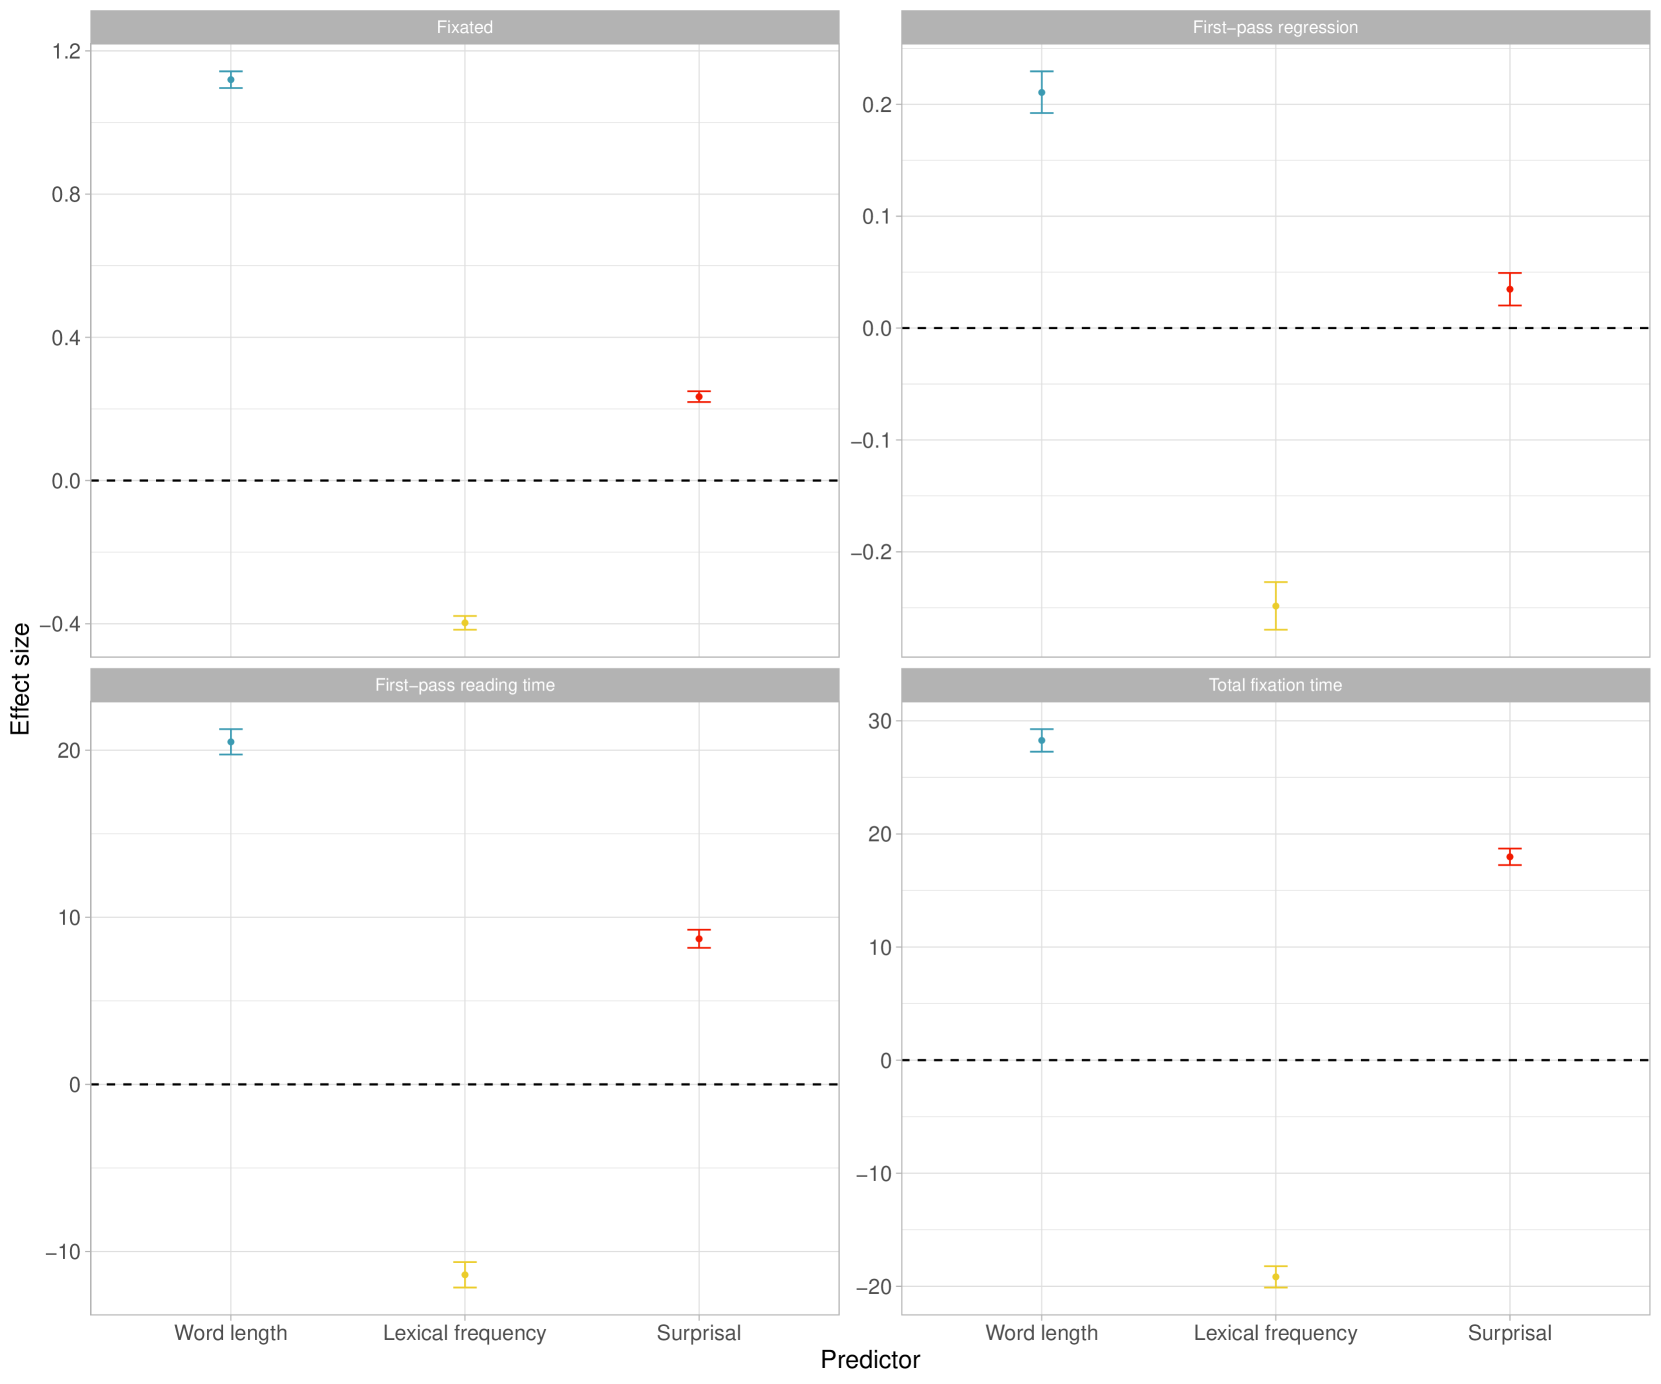 Fixated
First−pass regression
1.2
0.8
0.4
0.0
−0.4
0.2
0.1
0.0
−0.1
−0.2
Effect size
First−pass reading time
Total fixation time
20
10
0
−10
30
20
10
0
−10
−20
Word length Lexical frequency Surprisal
Word length Lexical frequency Surprisal
Predictor